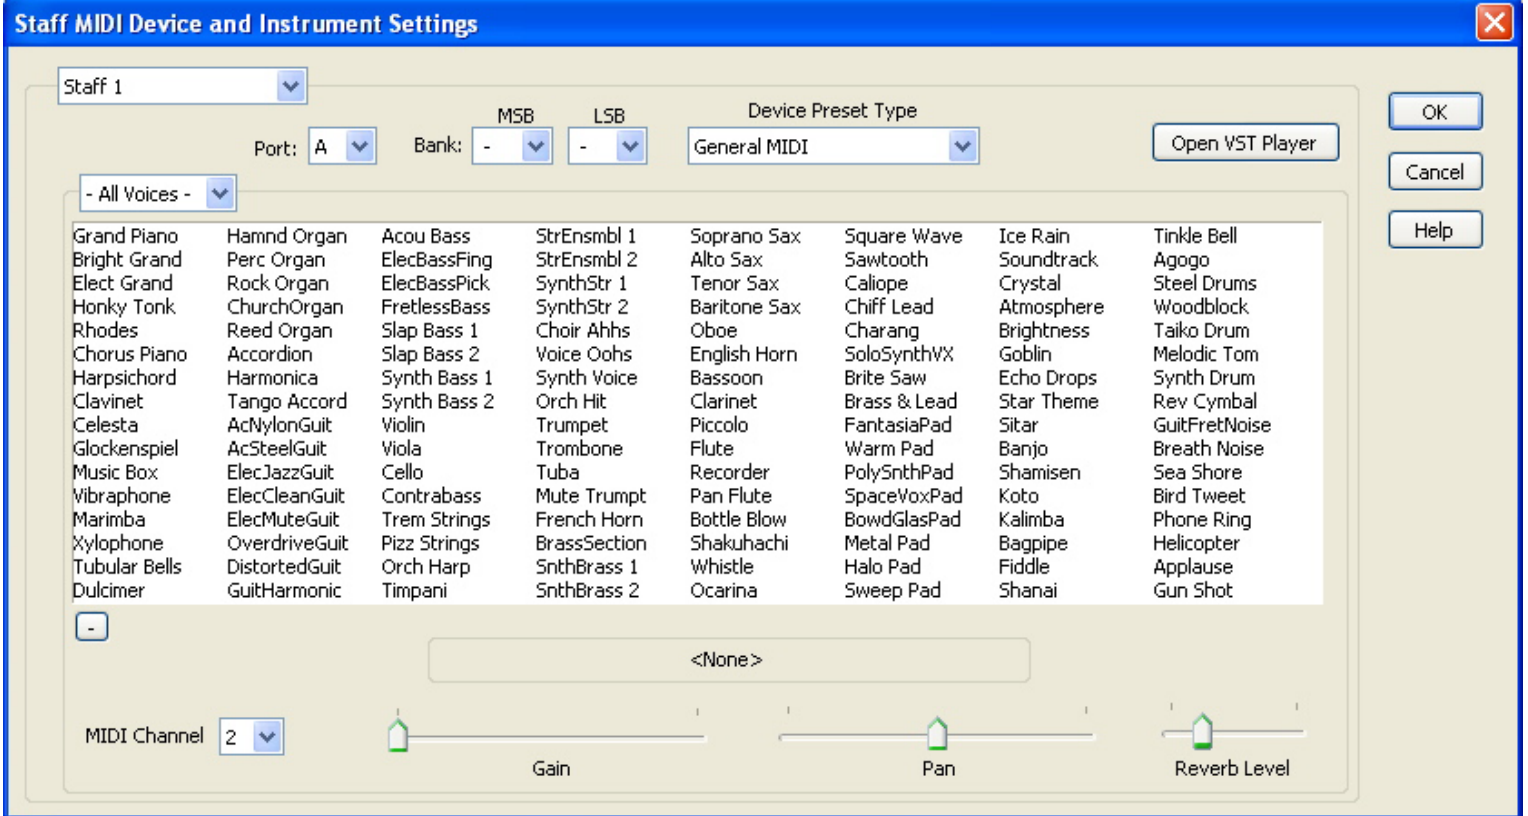 Staff MIDI Device and Instrument Settings
Staff 1
MSB LSB Device Preset Type
Port: A Bank: - - General MIDI Open VST Player OK
Cancel
- All Voices -
Help
Grand Piano Hamnd Organ Acou Bass StrEnsmbl 1 Soprano Sax Square Wave Ice Rain Tinkle Bell
Bright Grand Perc Organ ElecBassFing StrEnsmbl 2 Alto Sax Sawtooth Soundtrack Agogo
Elect Grand Rock Organ ElecBassPick SynthStr 1 Tenor Sax Caliope Crystal Steel Drums
Honky Tonk ChurchOrgan FretlessBass SynthStr 2 Baritone Sax Chiff Lead Atmosphere Woodblock
Rhodes Reed Organ Slap Bass 1 Choir Ahhs Oboe Charang Brightness Taiko Drum
Chorus Piano Accordion Slap Bass 2 Voice Oohs English Horn SoloSynthVX Goblin Melodic Tom
Harpsichord Harmonica Synth Bass 1 Synth Voice Bassoon Brite Saw Echo Drops Synth Drum
Clavinet Tango Accord Synth Bass 2 Orch Hit Clarinet Brass & Lead Star Theme Rev Cymbal
Celesta AcNylonGuit Violin Trumpet Piccolo FantasiaPad Sitar GuitFretNoise
Glockenspiel AcSteelGuit Viola Trombone Flute Warm Pad Banjo Breath Noise
Music Box ElecJazzGuit Cello Tuba Recorder PolySnthPad Shamisen Sea Shore
Vibraphone ElecCleanGuit Contrabass Mute Trumpt Pan Flute SpaceVoxPad Koto Bird Tweet
Marimba ElecMuteGuit Trem Strings French Horn Bottle Blow BowdGlasPad Kalimba Phone Ring
Xylophone OverdriveGuit Pizz Strings BrassSection Shakuhachi Metal Pad Bagpipe Helicopter
Tubular Bells DistortedGuit Orch Harp SnthBrass 1 Whistle Halo Pad Fiddle Applause
Dulcimer GuitHarmonic Timpani SnthBrass 2 Ocarina Sweep Pad Shanai Gun Shot
-
<None>
MIDI Channel 2
Gain Pan Reverb Level